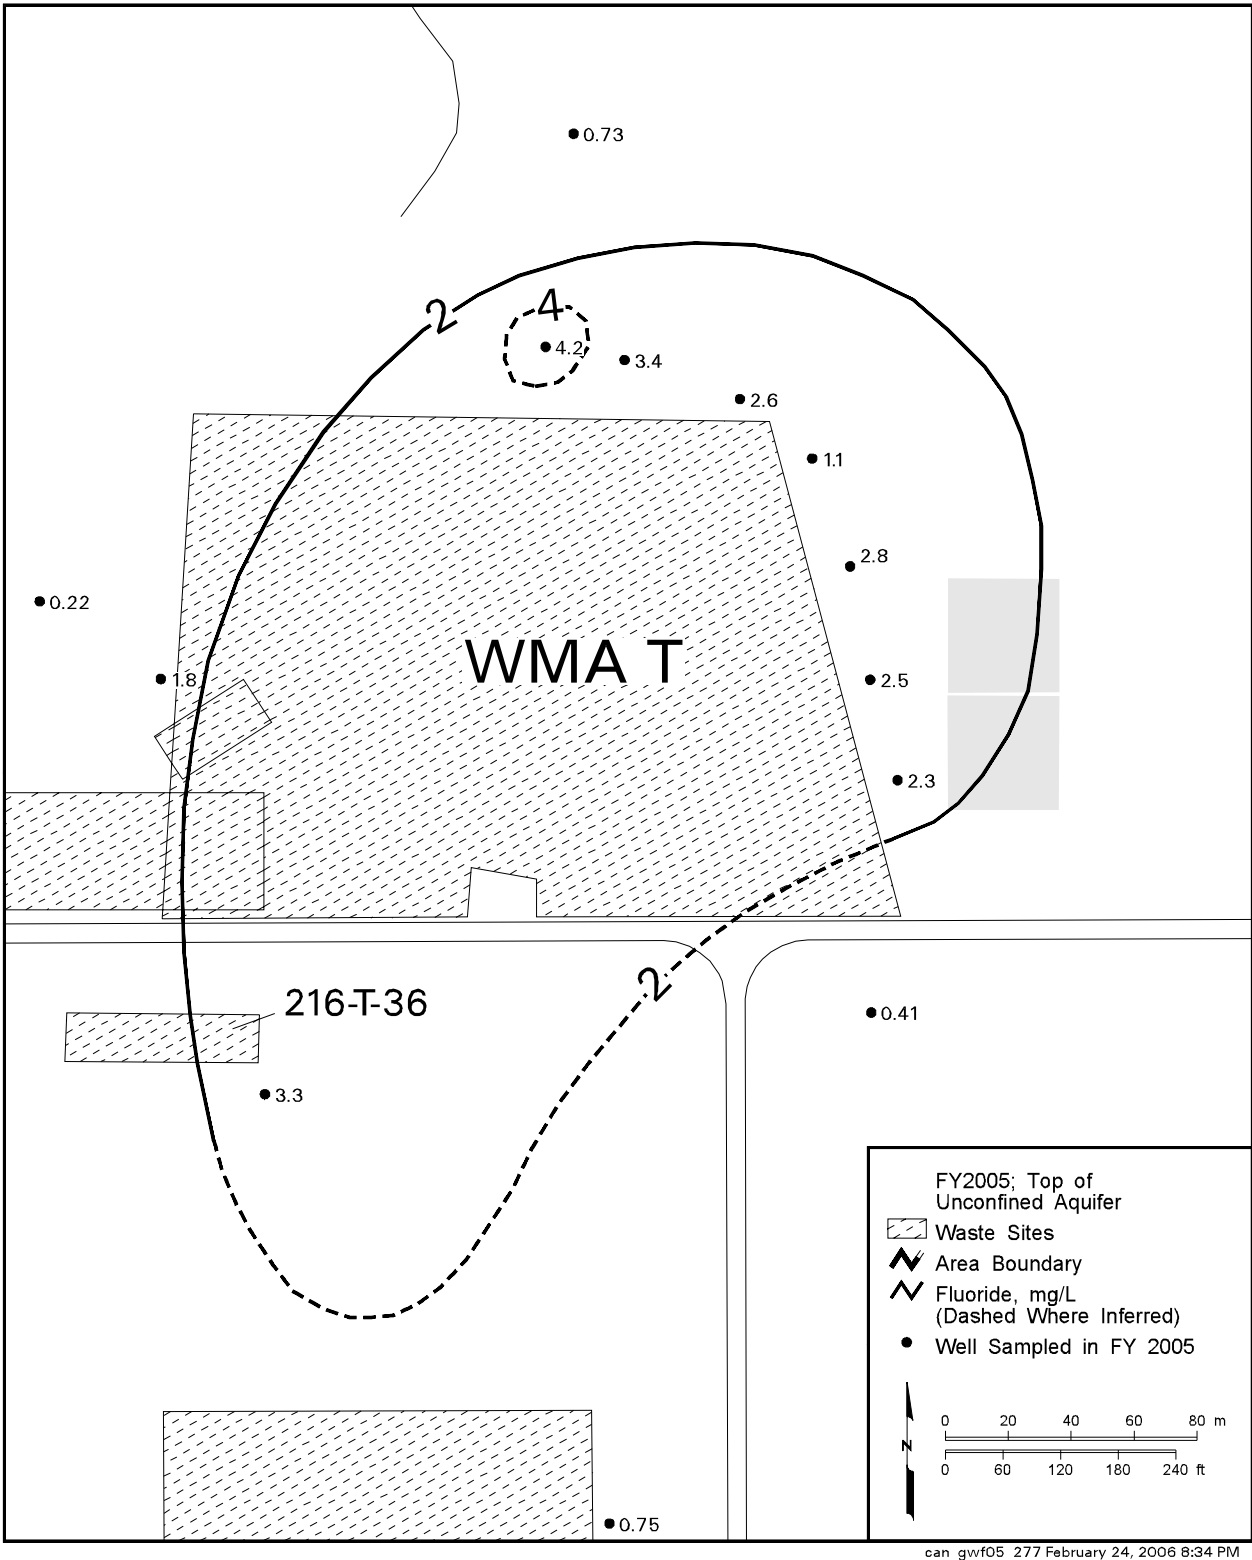 0.73
2
4
4.2
3.4
2.6
1.1
2.8
0.22
WMA T
1.8
2.5
2.3
2
216-T-36
0.41
3.3
FY2005; Top of
Unconfined Aquifer
Waste Sites
Area Boundary
Fluoride, mg/L
(Dashed Where Inferred)
Well Sampled in FY 2005
0 20 40 60 80 m
N
0 60 120 180 240 ft
0.75
can_gwf05_277 February 24, 2006 8:34 PM